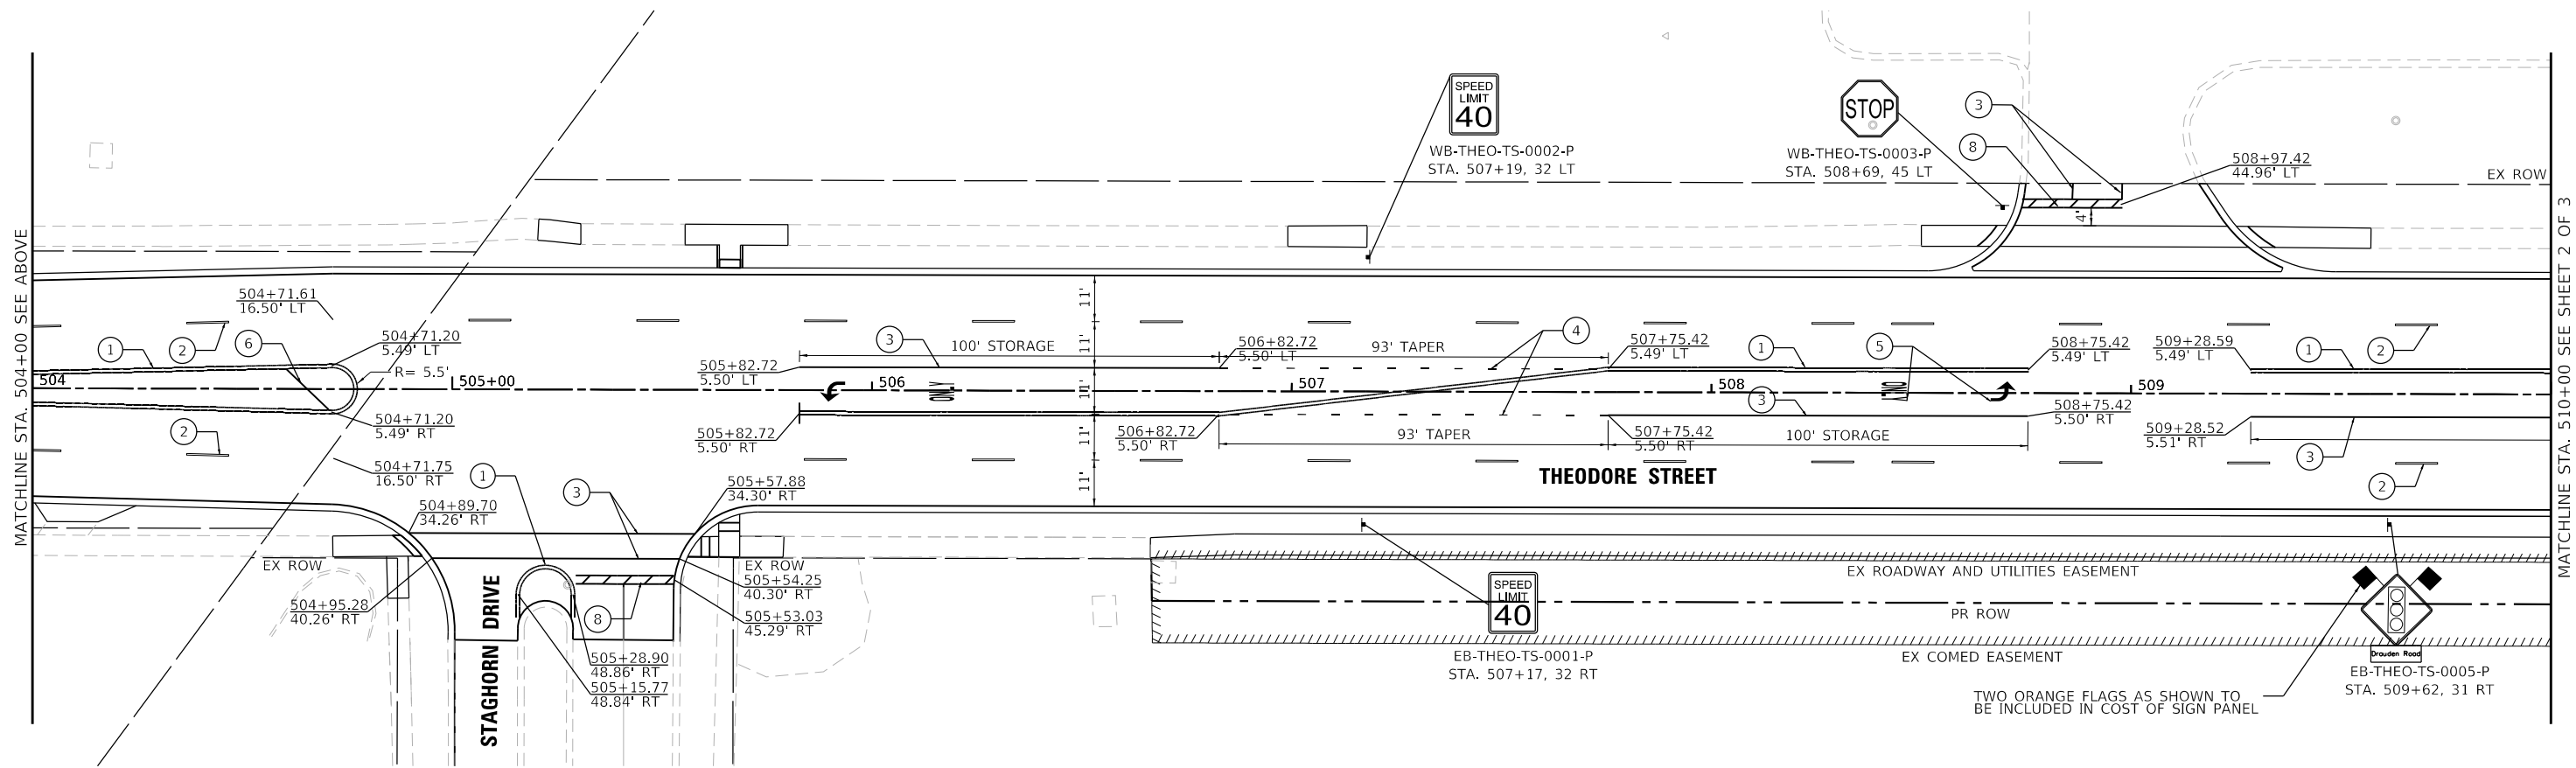 MATCHLINE STA. 504+00 SEE ABOVE
SPEED
LIMIT
40
WB-THEO-TS-0002-P
STA. 507+19, 32 LT
STOP
WB-THEO-TS-0003-P
STA. 508+69, 45 LT
3
8
508+97.42
44.96' LT
4'
EX ROW
MATCHLINE STA. 510+00 SEE SHEET 2 OF 3
504+71.61
16.50' LT
1
2
6
504+71.20
5.49' LT
R= 5.5'
504
505+00
504+71.20
5.49' RT
2
504+71.75
16.50' RT
1
3
504+89.70
34.26' RT
505+57.88
34.30' RT
3
100' STORAGE
505+82.72
5.50' LT
506
505+82.72
5.50' RT
11'
11'
11'
11'
11'
506+82.72
5.50' LT
93' TAPER
4
507
506+82.72
5.50' RT
93' TAPER
507+75.42
5.49' LT
1
5
508
3
507+75.42
5.50' RT
100' STORAGE
508+75.42
5.49' LT
509+28.59
5.49' LT
1
2
509
508+75.42
5.50' RT
509+28.52
5.51' RT
3
2
THEODORE STREET
EX ROW
EX ROW
504+95.28
40.26' RT
STAGHORN DRIVE
8
505+54.25
40.30' RT
505+53.03
45.29' RT
505+28.90
48.86' RT
505+15.77
48.84' RT
SPEED
LIMIT
40
EB-THEO-TS-0001-P
STA. 507+17, 32 RT
EX ROADWAY AND UTILITIES EASEMENT
PR ROW
EX COMED EASEMENT
Drauden Road
EB-THEO-TS-0005-P
STA. 509+62, 31 RT
TWO ORANGE FLAGS AS SHOWN TO
BE INCLUDED IN COST OF SIGN PANEL